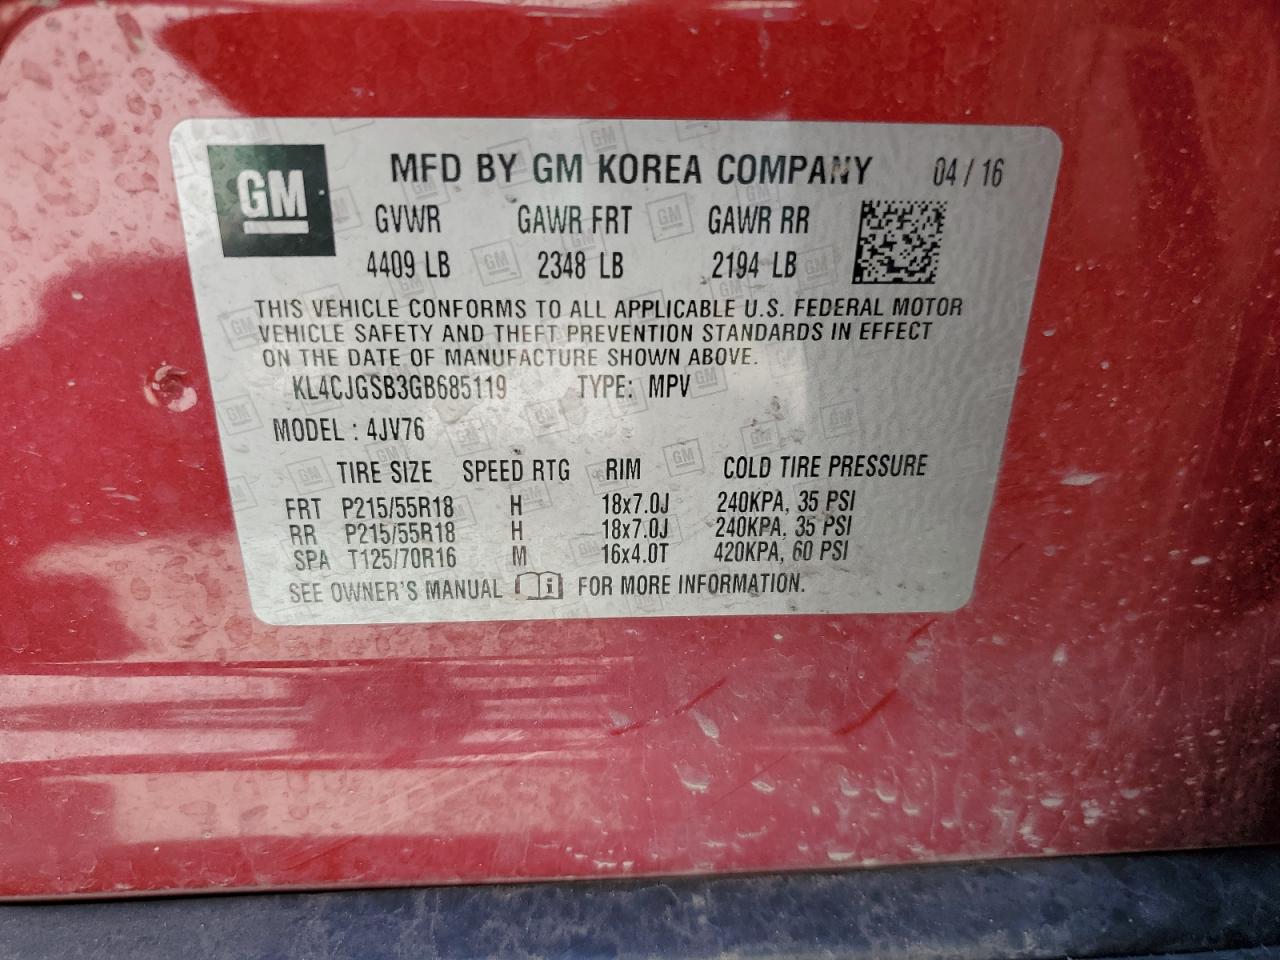 GM
MFD BY GM KOREA COMPANY 04 / 16
GVWR GAWR FRT GAWR RR
4409 LB 2348 LB 2194 LB
THIS VEHICLE CONFORMS TO ALL APPLICABLE U.S. FEDERAL MOTOR
VEHICLE SAFETY AND THEFT PREVENTION STANDARDS IN EFFECT
ON THE DATE OF MANUFACTURE SHOWN ABOVE.
KL4CJGSB3GB685119 TYPE: MPV
MODEL : 4JV76
TIRE SIZE SPEED RTG RIM COLD TIRE PRESSURE
FRT P215/55R18 H 18x7.0J 240KPA, 35 PSI
RR P215/55R18 H 18x7.0J 240KPA, 35 PSI
SPA T125/70R16 M 16x4.0T 420KPA, 60 PSI
SEE OWNER'S MANUAL i FOR MORE INFORMATION.